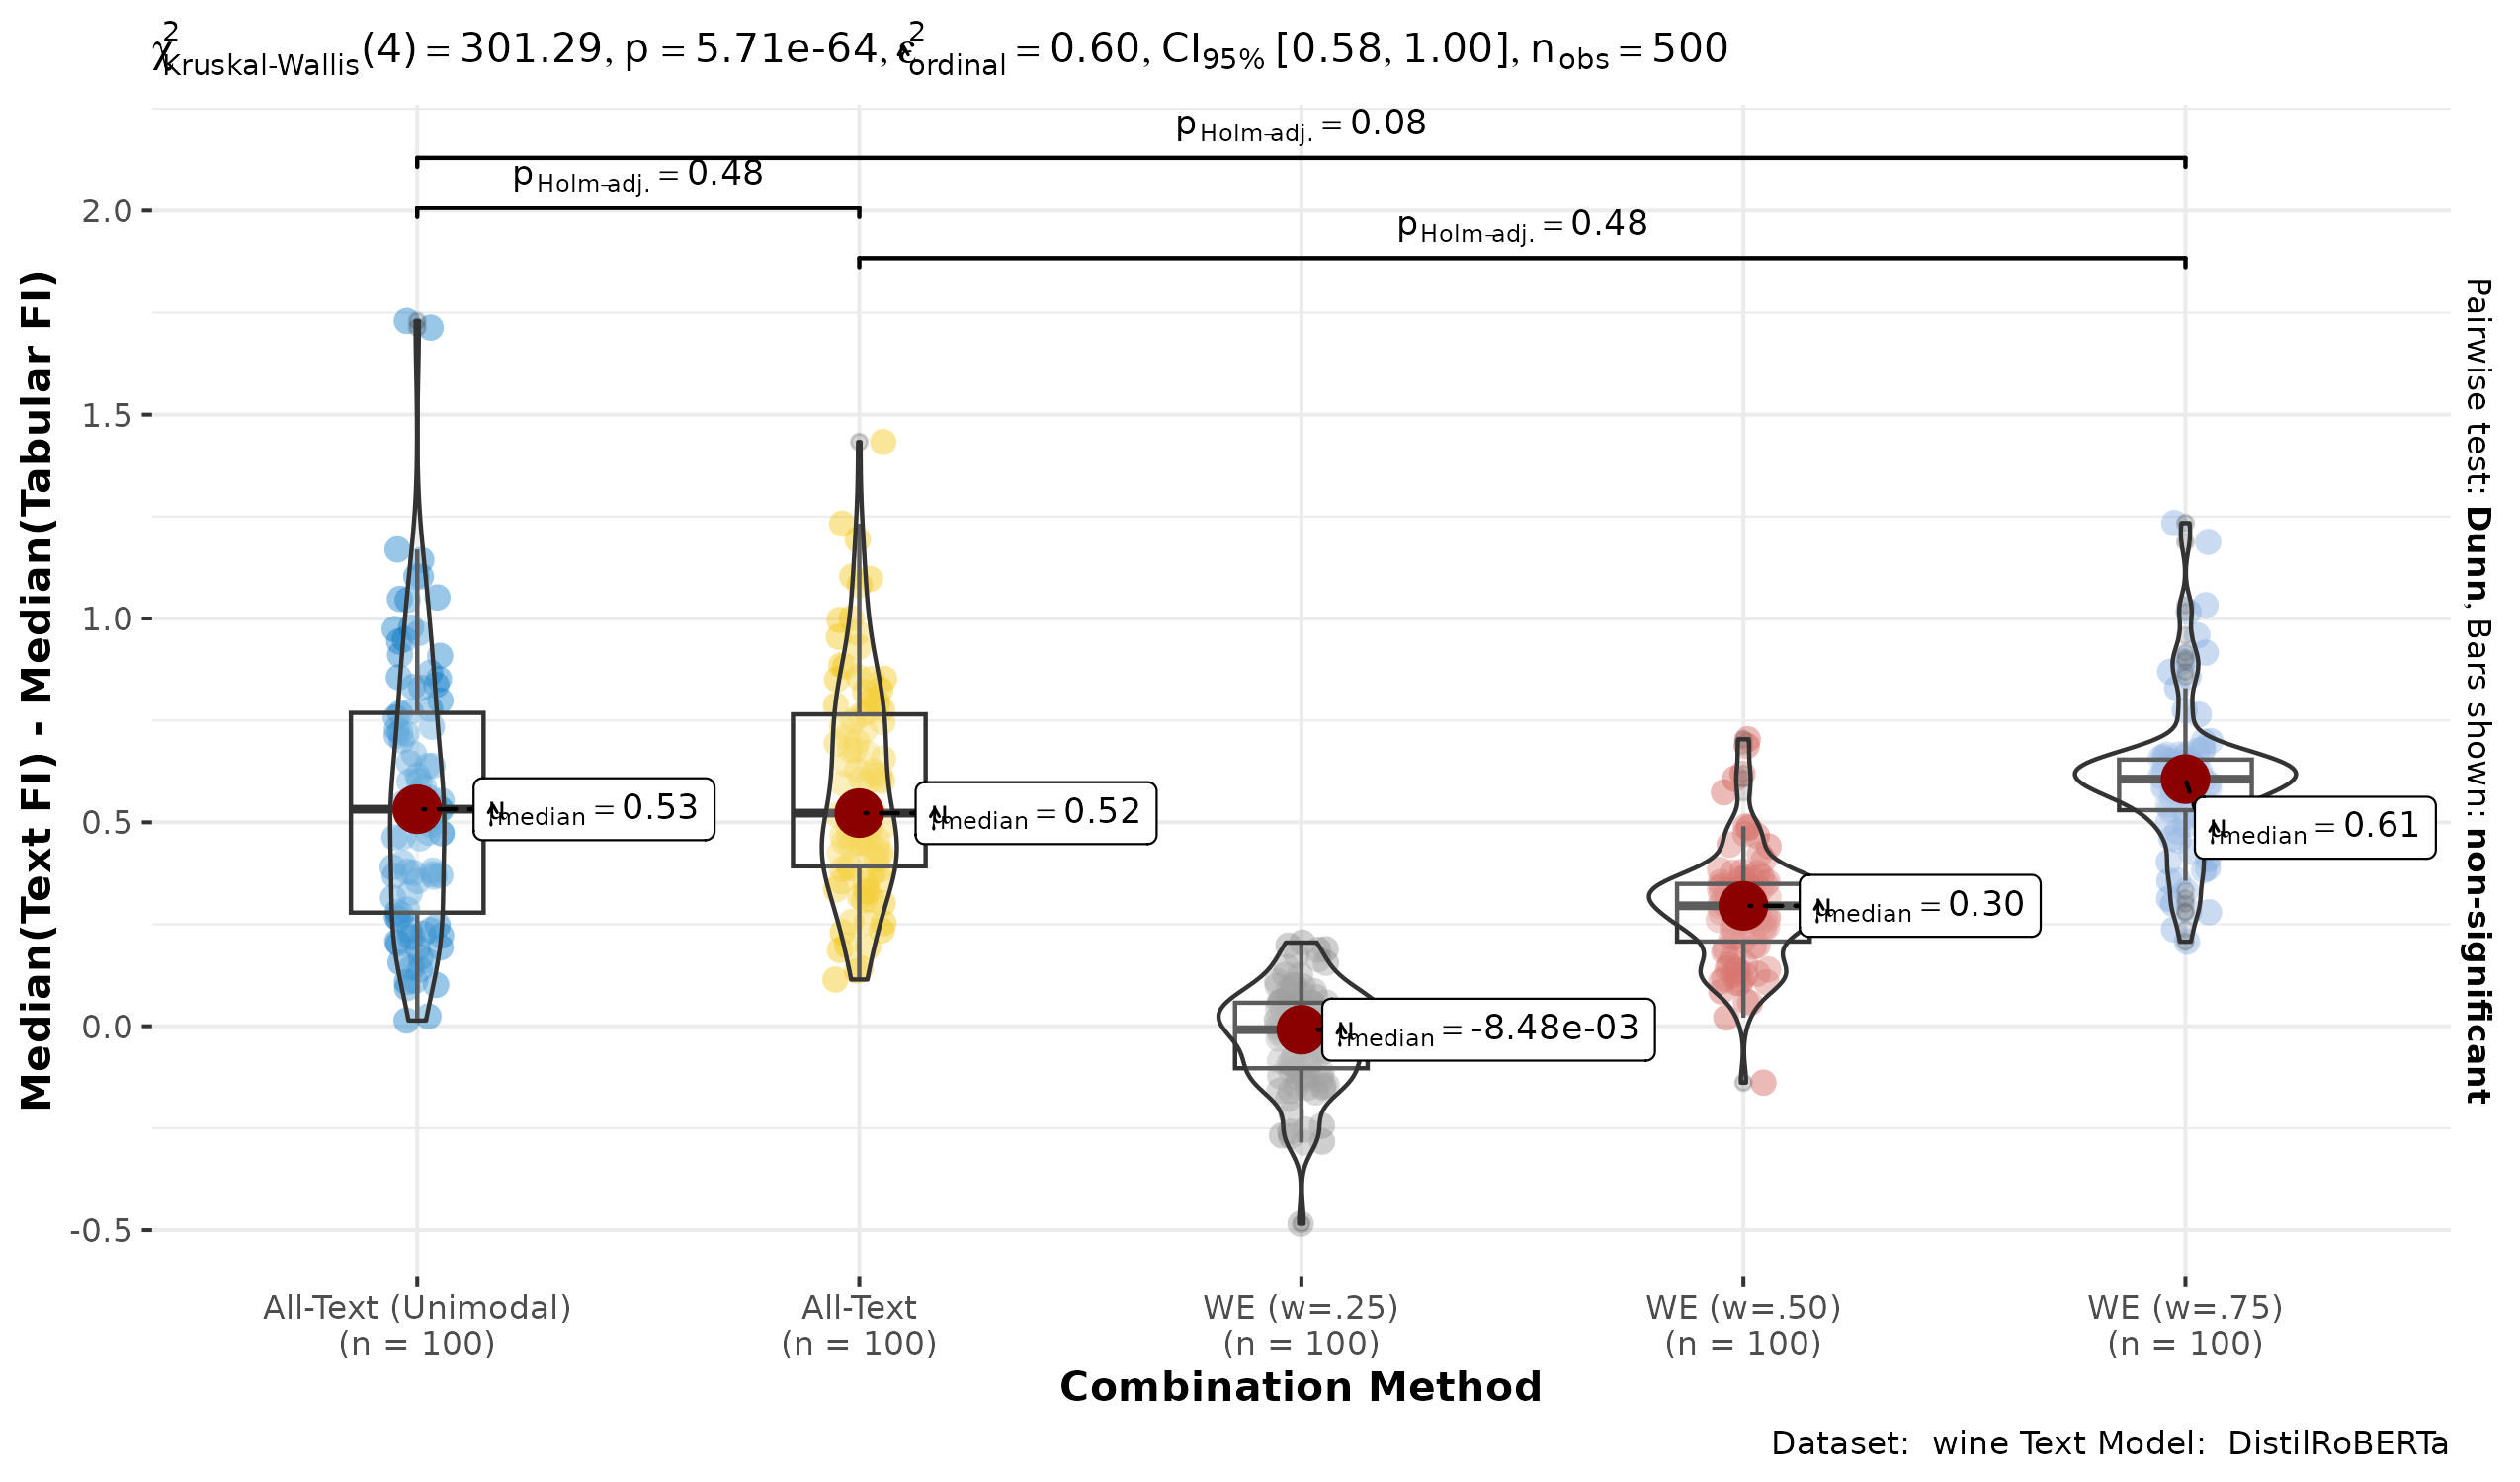 χ²Kruskal-Wallis(4) = 301.29, p = 5.71e-64, ε²ordinal = 0.60, CI95% [0.58, 1.00], nobs = 500
pHolm-adj. = 0.08
pHolm-adj. = 0.48
pHolm-adj. = 0.48
Median(Text FI) - Median(Tabular FI)
2.0
1.5
1.0
0.5
0.0
-0.5
μ̂median = 0.53
μ̂median = 0.52
μ̂median = -8.48e-03
μ̂median = 0.30
μ̂median = 0.61
Pairwise test: Dunn, Bars shown: non-significant
All-Text (Unimodal)
(n = 100)
All-Text
(n = 100)
WE (w=.25)
(n = 100)
WE (w=.50)
(n = 100)
WE (w=.75)
(n = 100)
Combination Method
Dataset: wine Text Model: DistilRoBERTa